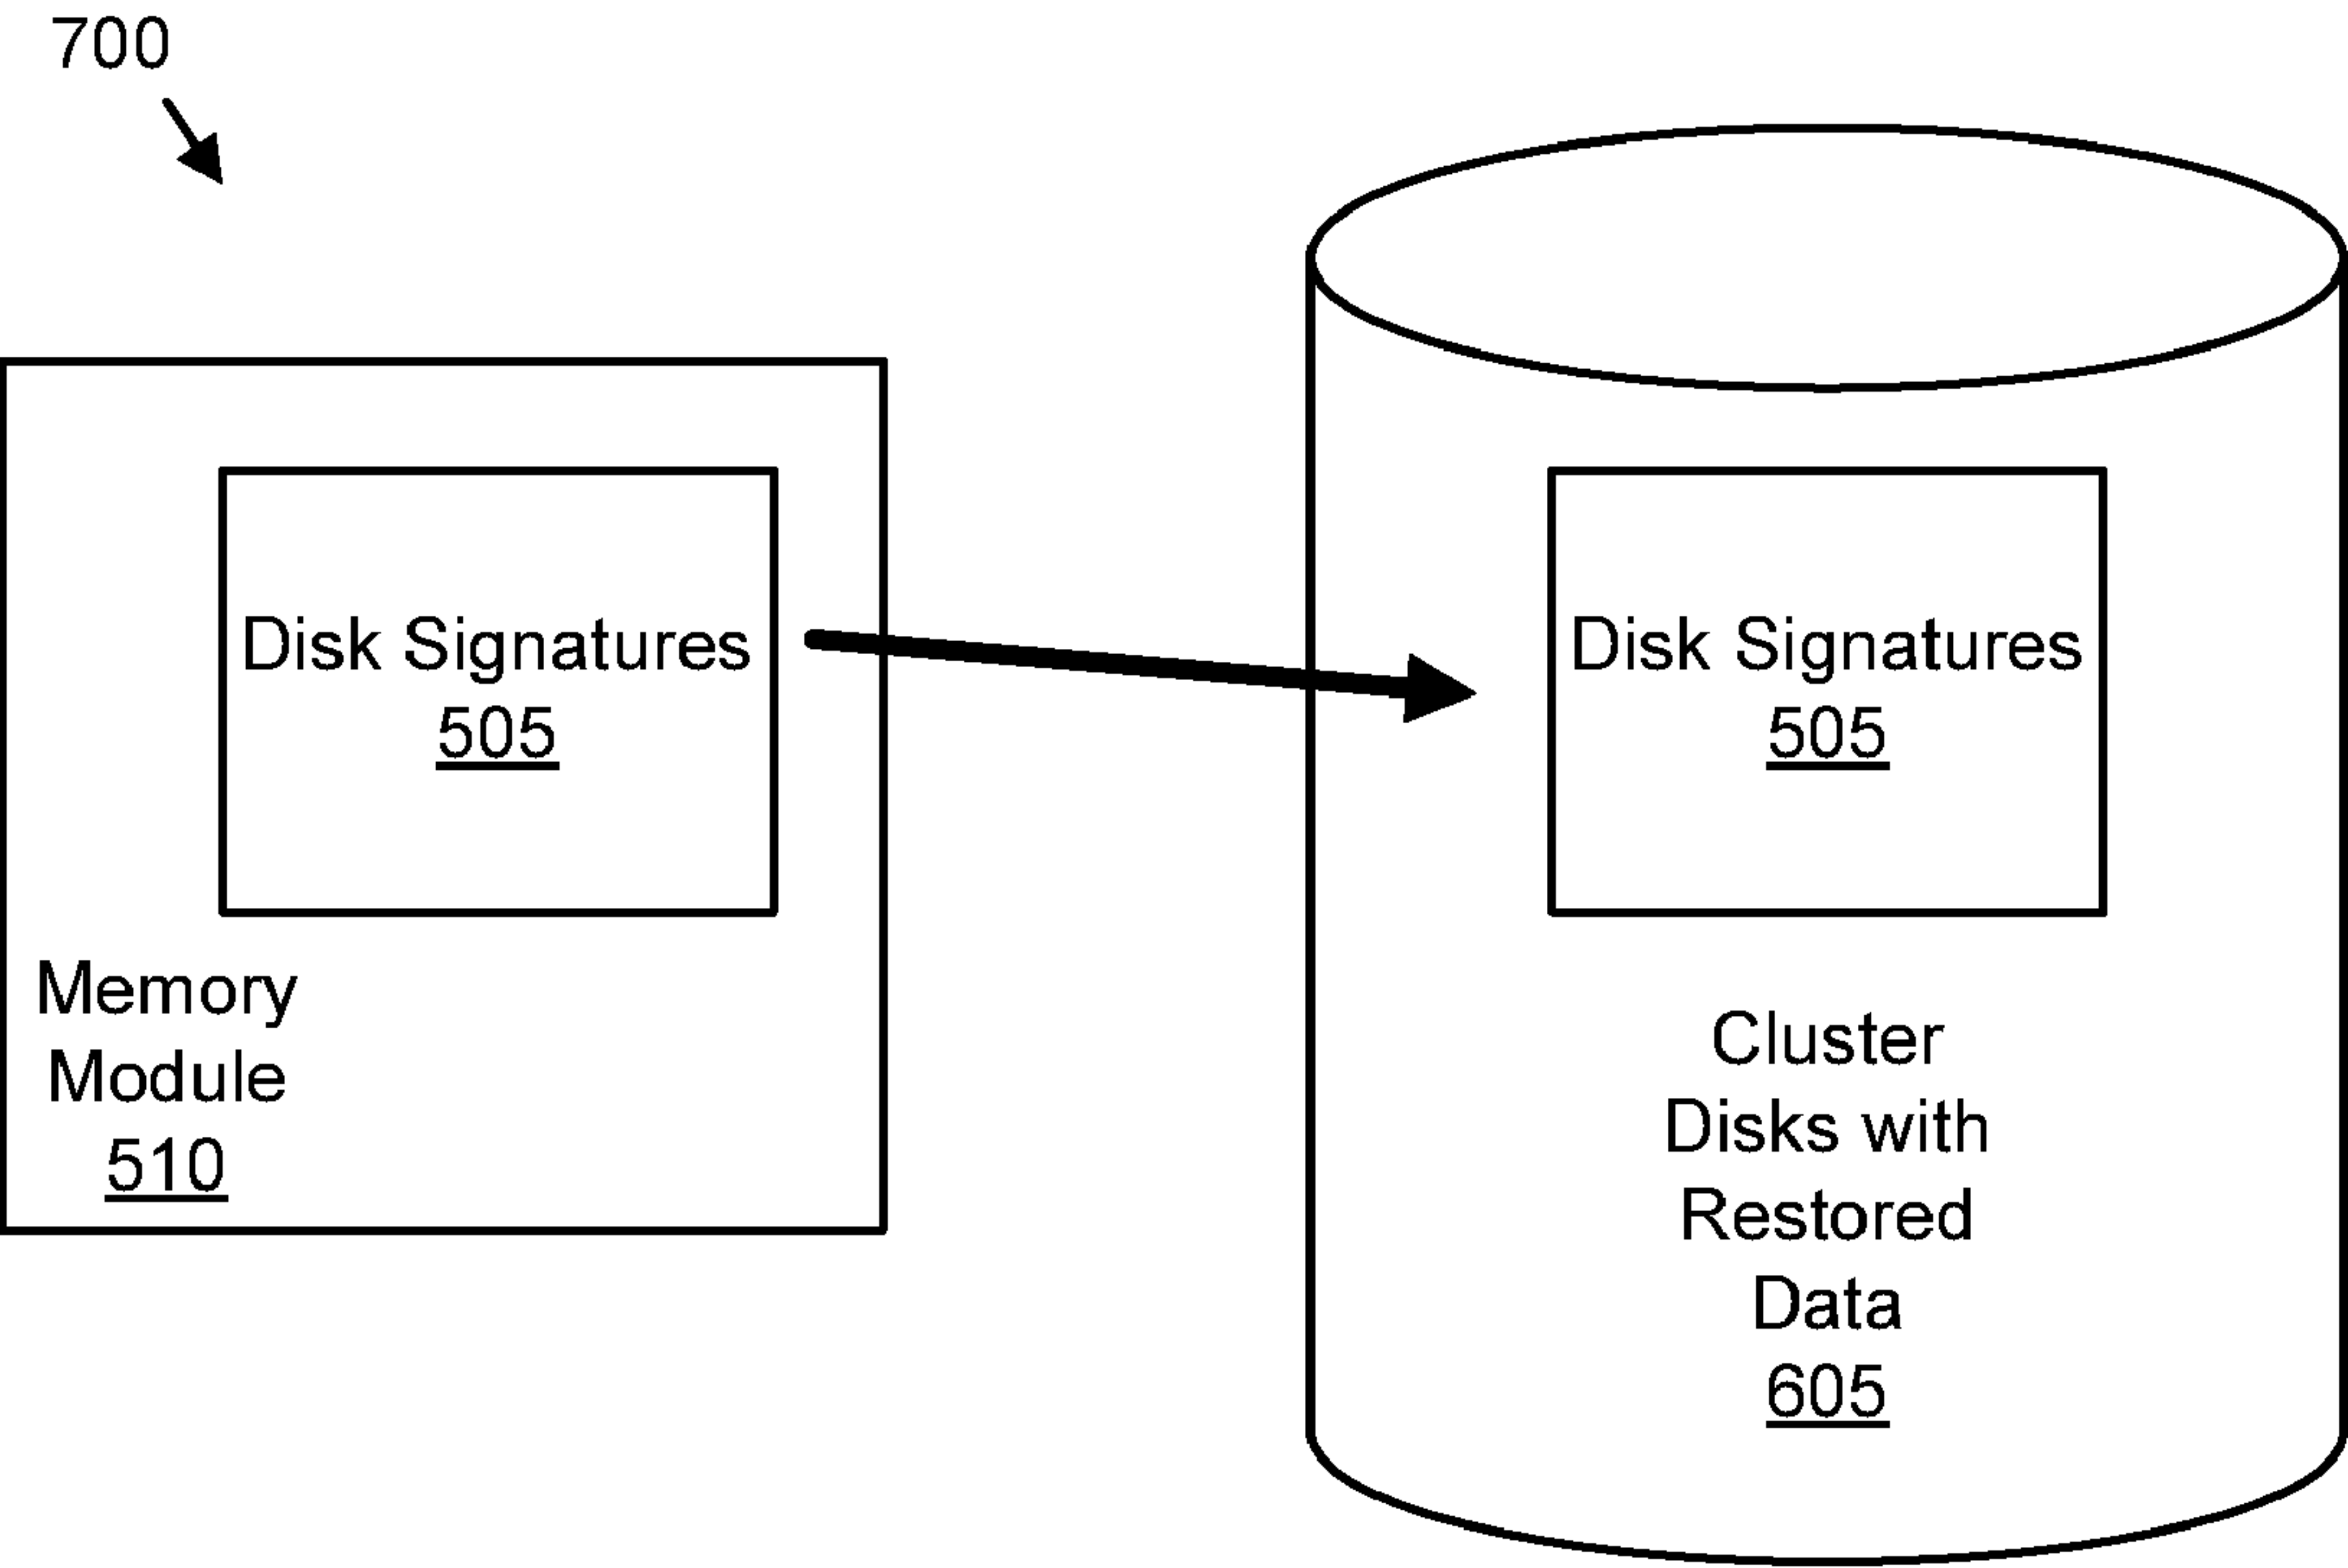 700
Disk Signatures
505
Memory
Module
510
Disk Signatures
505
Cluster
Disks with
Restored
Data
605